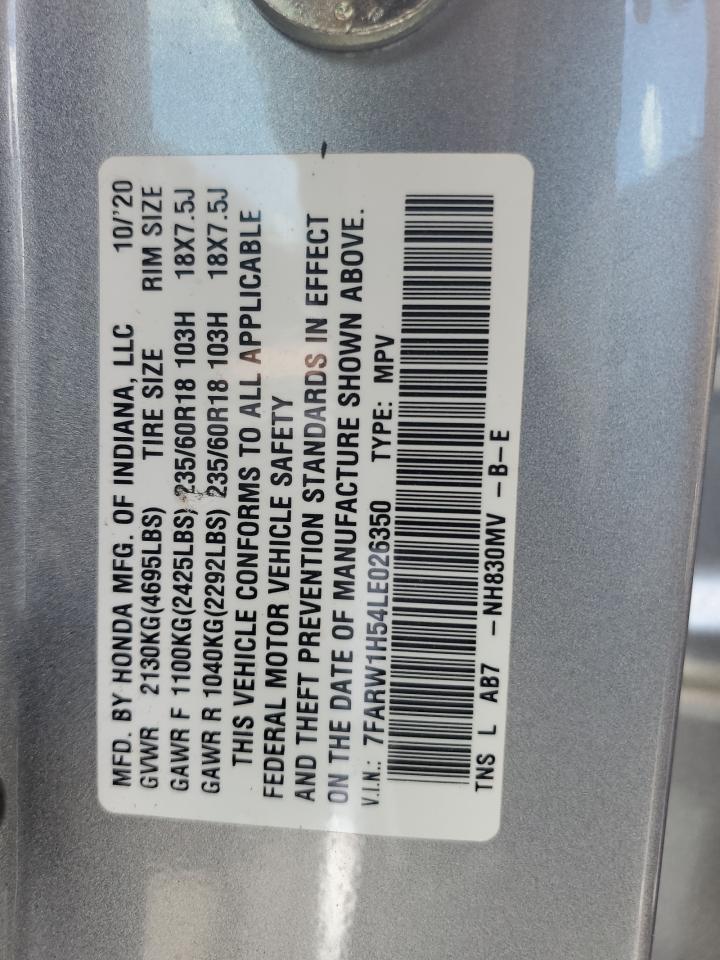 MFD. BY HONDA MFG. OF INDIANA, LLC 10/'20
GVWR 2130KG(4695LBS) TIRE SIZE RIM SIZE
GAWR F 1100KG(2425LBS) 235/60R18 103H 18X7.5J
GAWR R 1040KG(2292LBS) 235/60R18 103H 18X7.5J
THIS VEHICLE CONFORMS TO ALL APPLICABLE
FEDERAL MOTOR VEHICLE SAFETY
AND THEFT PREVENTION STANDARDS IN EFFECT
ON THE DATE OF MANUFACTURE SHOWN ABOVE.
V.I.N.: 7FARW1H54LE026350 TYPE: MPV
TNS L AB7 -NH830MV -B-E